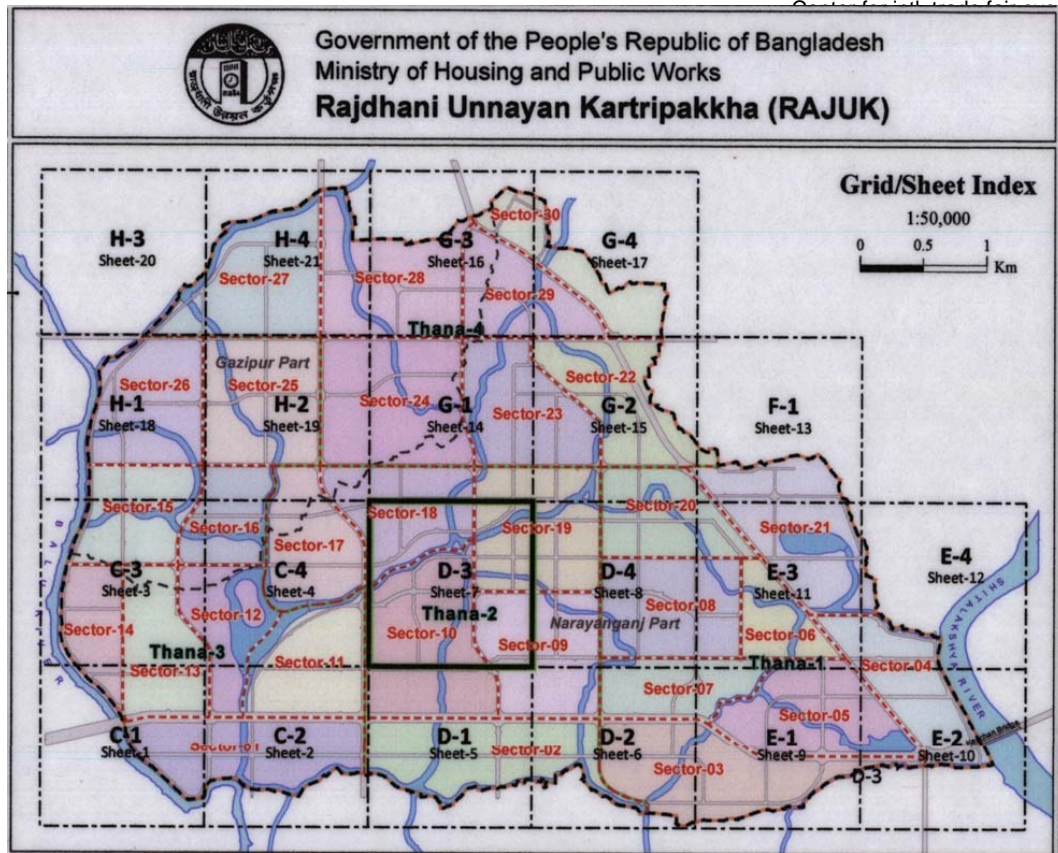 Government of the People's Republic of Bangladesh
Ministry of Housing and Public Works
Rajdhani Unnayan Kartripakkha (RAJUK)
Grid/Sheet Index
1:50,000
0 0.5 1
Km
Sector-30
H-3
Sheet-20
H-4
Sheet-21
G-3
Sheet-16
G-4
Sheet-17
Sector-27
Sector-28
Sector-29
Thana-4
Gazipur Part
Sector-26
Sector-25
Sector-24
Sector-23
Sector-22
H-1
Sheet-18
H-2
Sheet-19
G-1
Sheet-14
G-2
Sheet-15
F-1
Sheet-13
Sector-15
Sector-16
Sector-17
Sector-18
Sector-19
Sector-20
Sector-21
C-3
Sheet-3
C-4
Sheet-4
D-3
Sheet-7
D-4
Sheet-8
E-3
Sheet-11
E-4
Sheet-12
Sector-14
Sector-12
Thana-2
Sector-08
Narayanganj Part
Sector-06
Thana-3
Sector-13
Sector-11
Sector-10
Sector-09
Thana-1
Sector-04
SHITALAKSHYA RIVER
Sector-07
Sector-05
C-1
Sheet-1
C-2
Sheet-2
D-1
Sheet-5
Sector-02
D-2
Sheet-6
Sector-03
E-1
Sheet-9
E-2
Sheet-10
D-3